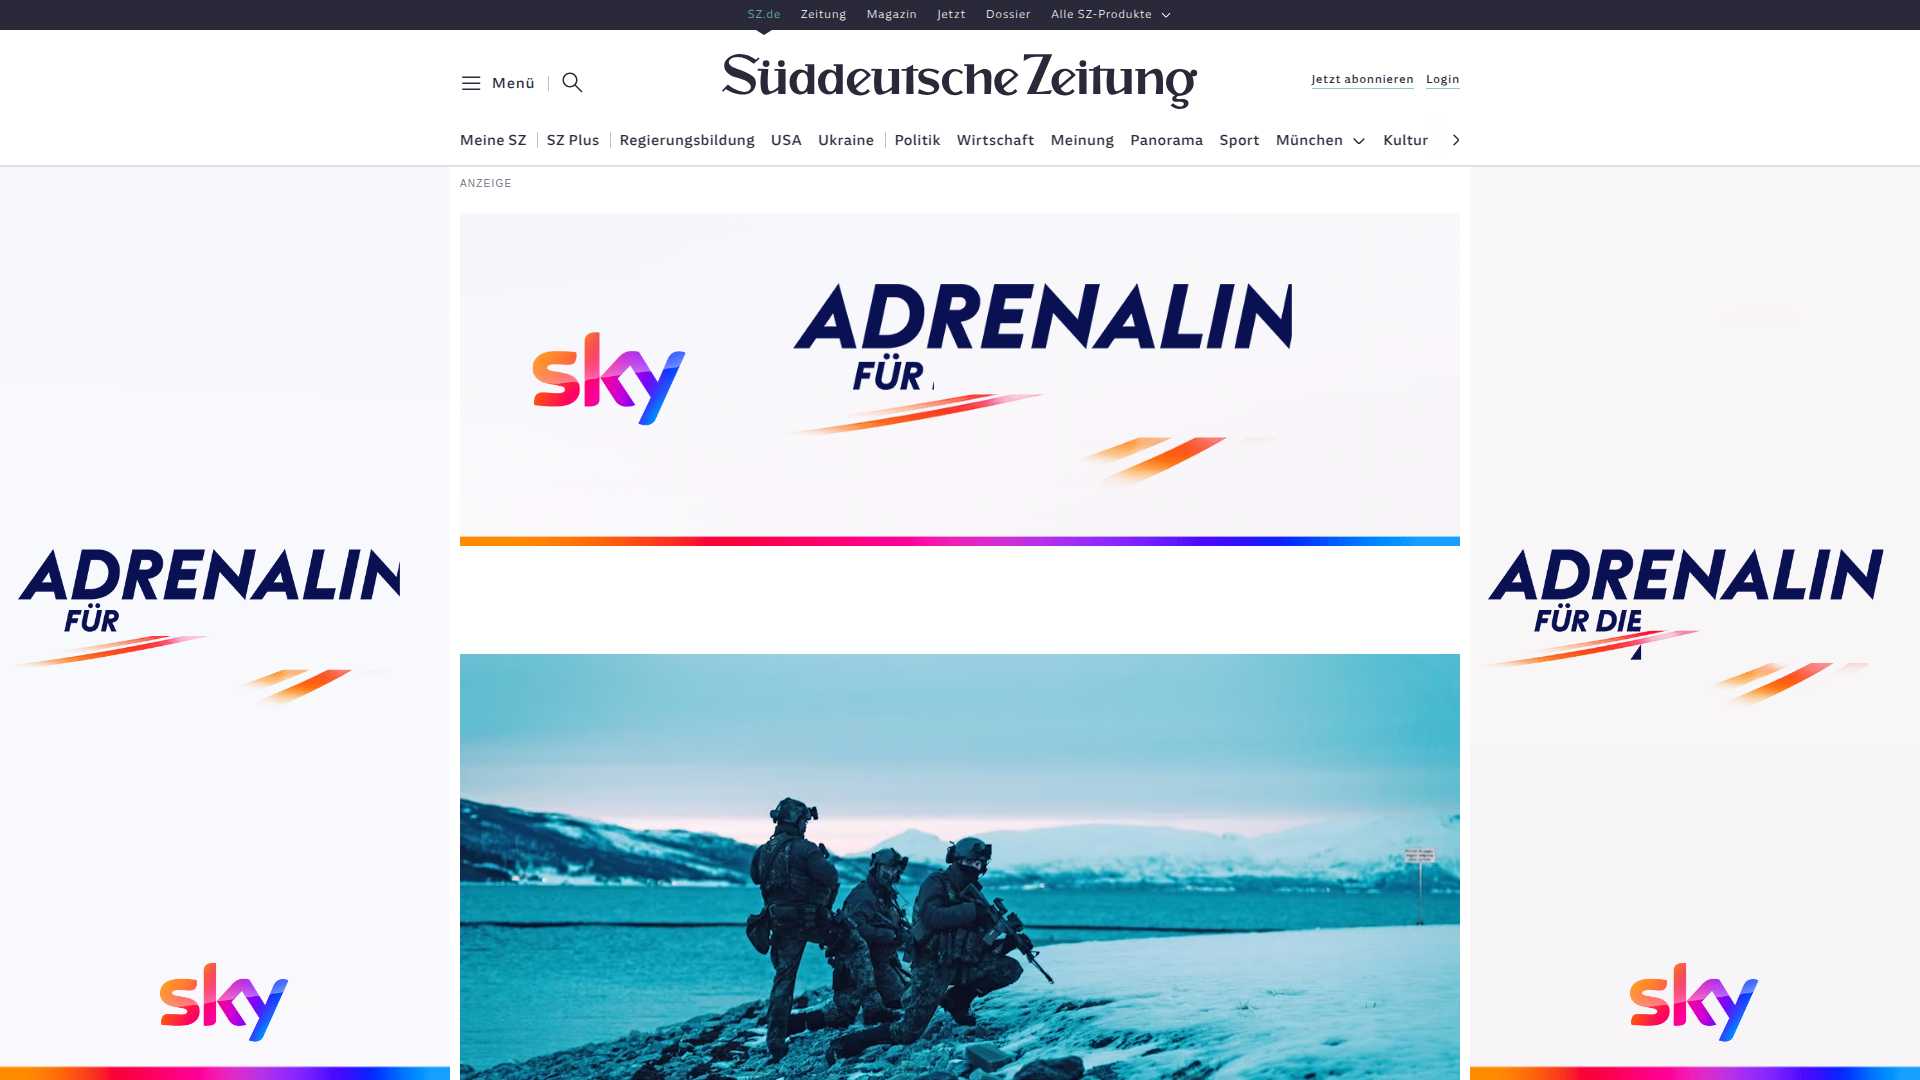 SZ.de Zeitung Magazin Jetzt Dossier Alle SZ-Produkte
Menü
Süddeutsche Zeitung
Jetzt abonnieren Login
Meine SZ SZ Plus Regierungsbildung USA Ukraine Politik Wirtschaft Meinung Panorama Sport München Kultur
ANZEIGE
sky
ADRENALIN
FÜR
ADRENALIN
FÜR
sky
ADRENALIN
FÜR DIE
sky